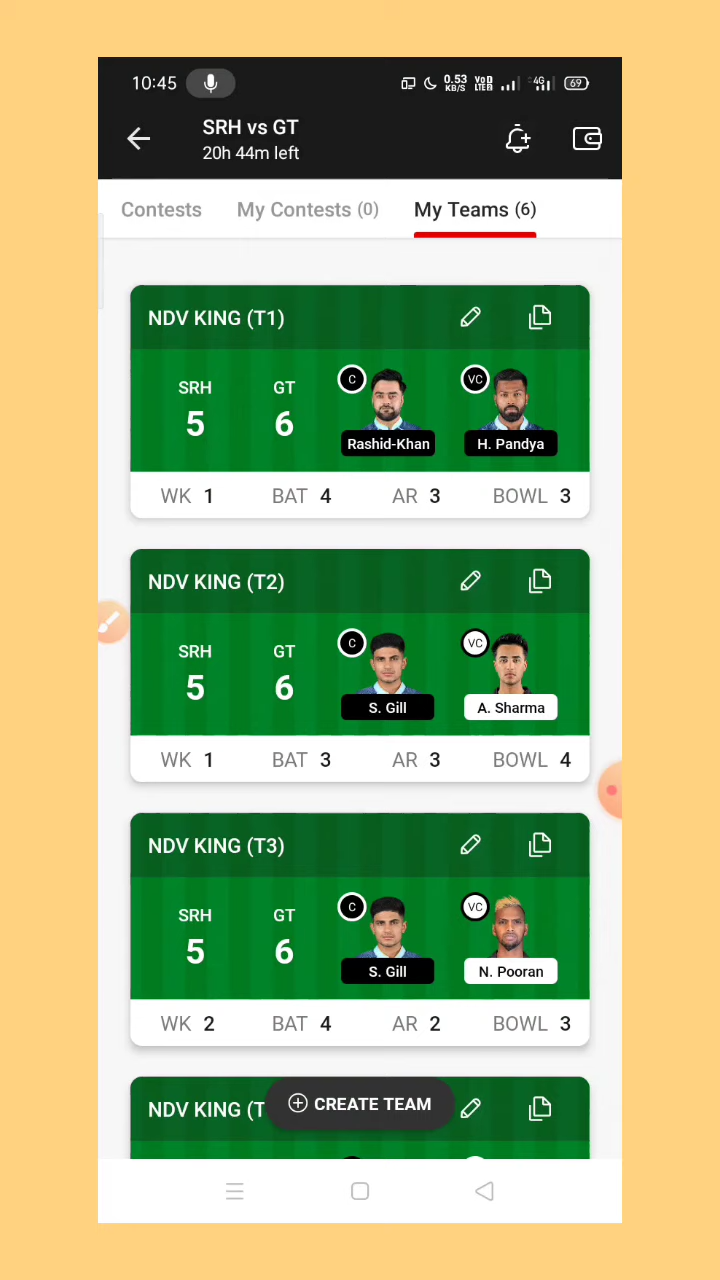 10:45 0.53 KB/S VoD LTE 2 4G 69
SRH vs GT
20h 44m left
Contests My Contests (0) My Teams (6)
NDV KING (T1)
C VC
SRH GT
5 6
Rashid-Khan H. Pandya
WK 1 BAT 4 AR 3 BOWL 3
NDV KING (T2)
C VC
SRH GT
5 6
S. Gill A. Sharma
WK 1 BAT 3 AR 3 BOWL 4
NDV KING (T3)
C VC
SRH GT
5 6
S. Gill N. Pooran
WK 2 BAT 4 AR 2 BOWL 3
NDV KING (T
CREATE TEAM